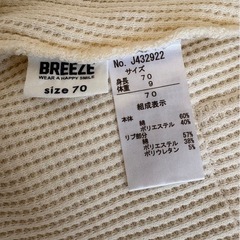 BREEZE
WEAR A HAPPY SMILE
size 70
No. J432922
サイズ
身長 70
体重 9
70
組成表示
本体 綿 60%
ポリエステル 40%
リブ部分 綿 57%
ポリエステル 38%
ポリウレタン 5%